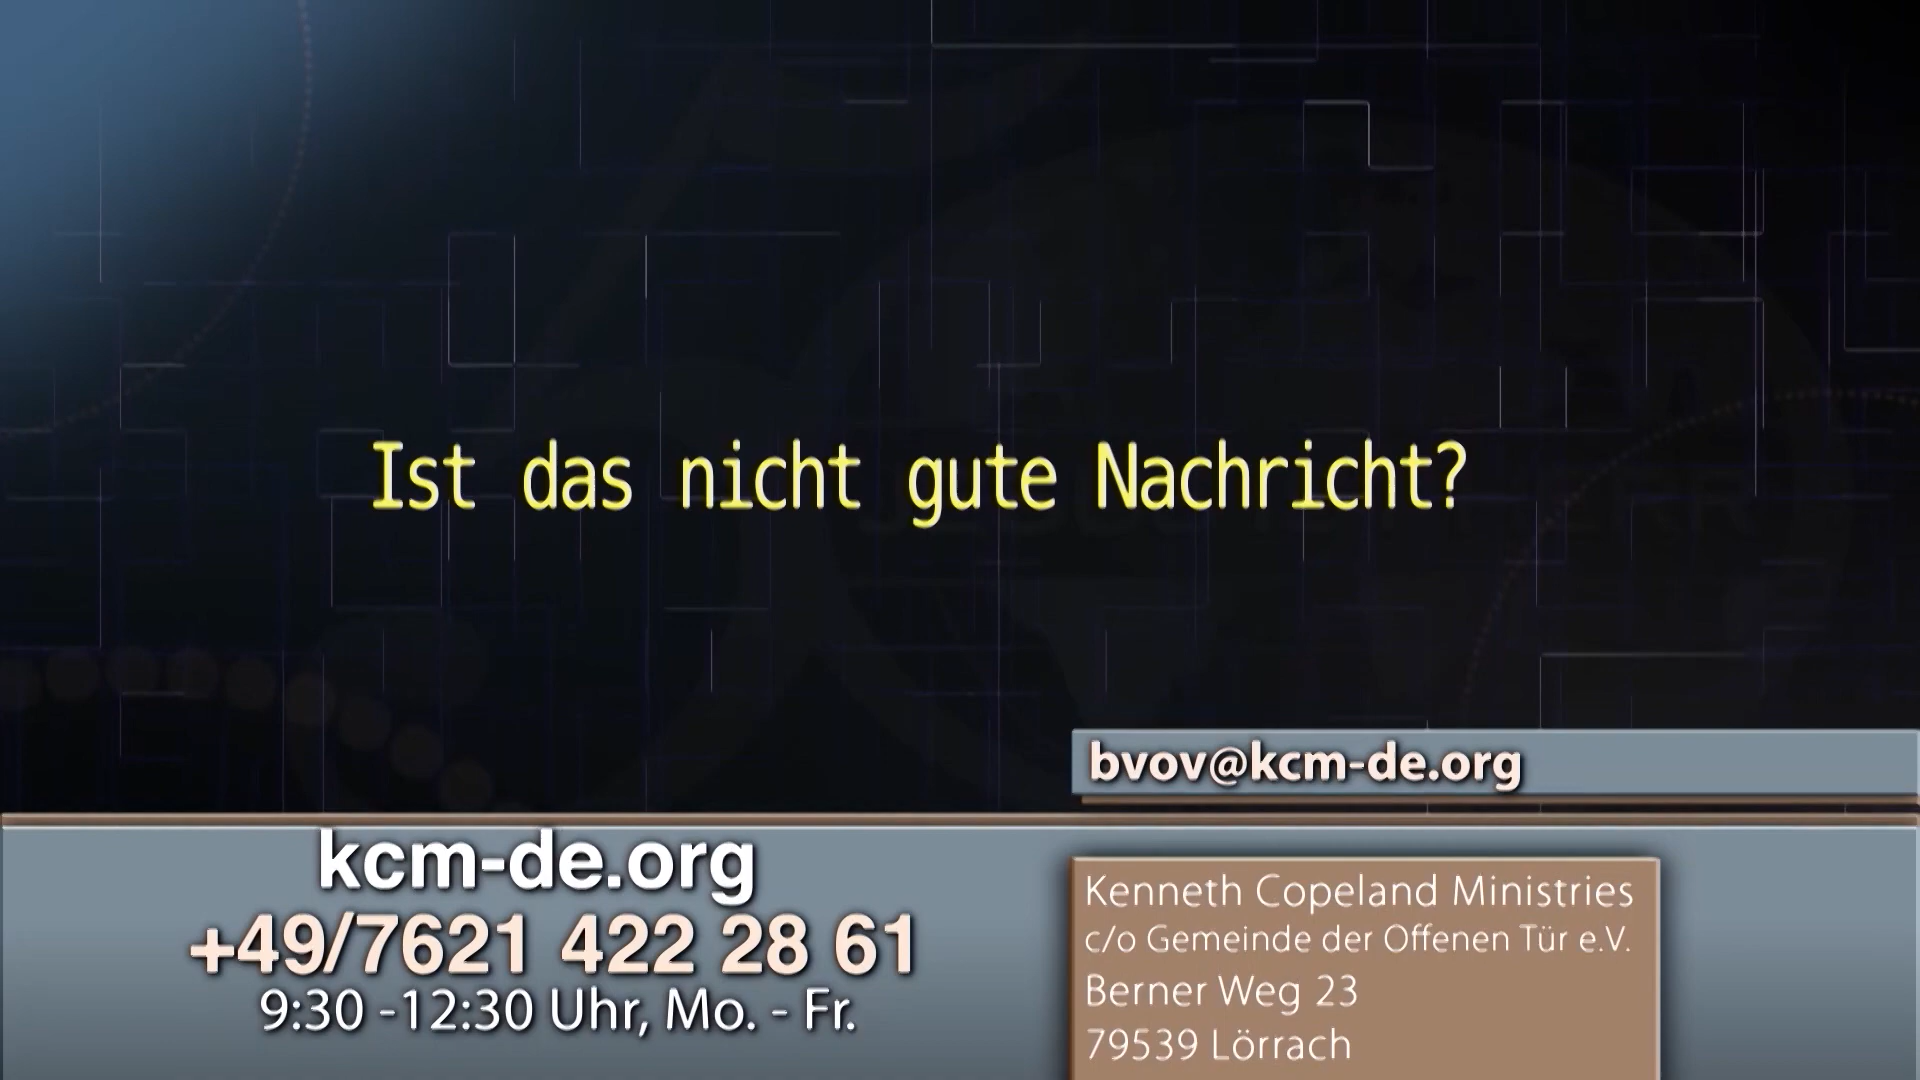 Ist das nicht gute Nachricht?
bvov@kcm-de.org
kcm-de.org
+49/7621 422 28 61
9:30 -12:30 Uhr, Mo. - Fr.
Kenneth Copeland Ministries
c/o Gemeinde der Offenen Tür e.V.
Berner Weg 23
79539 Lörrach